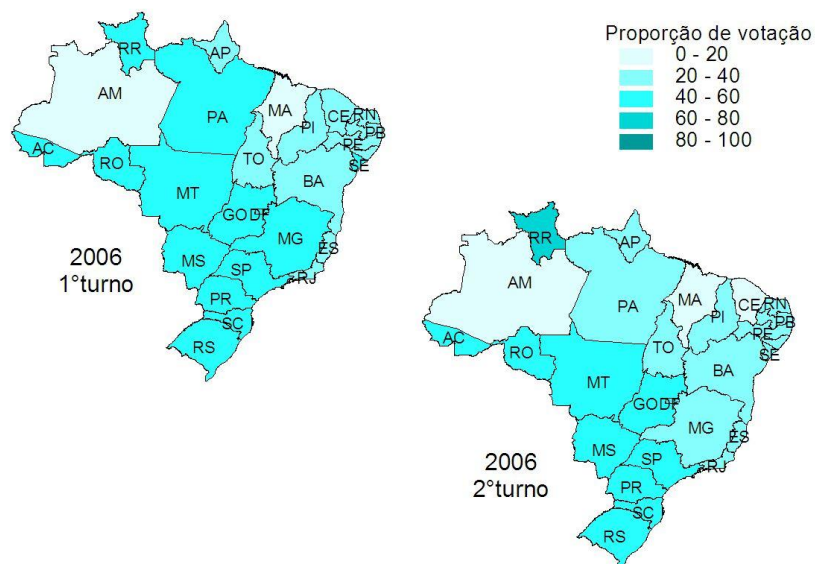 Proporção de votação
0 - 20
20 - 40
40 - 60
60 - 80
80 - 100
RR
AP
AM
PA
MA
CE
RN
PI
PB
PE
AC
TO
SE
RO
BA
MT
GO
DF
MG
ES
MS
SP
RJ
PR
SC
RS
2006
1°turno
RR
AP
AM
PA
MA
CE
RN
PI
PB
PE
AC
RO
TO
SE
BA
MT
GO
DF
MG
ES
MS
SP
RJ
PR
SC
RS
2006
2°turno